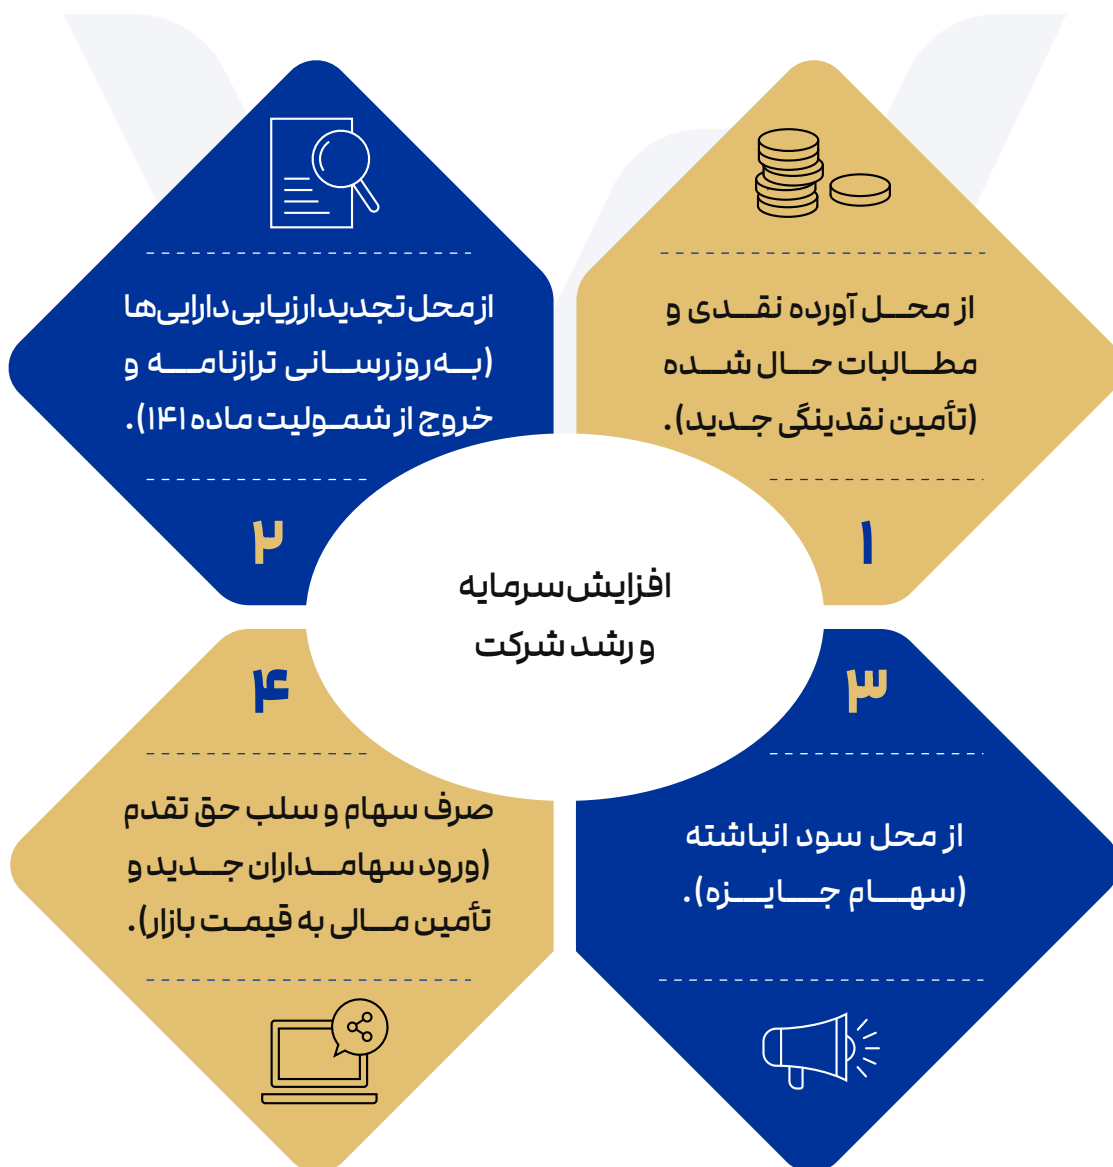 از محل آورده نقدی و
مطالبات حال شده
(تأمین نقدینگی جدید).
۱
از محل تجدیدارزیابی دارایی‌ها
(به‌روزرسانی ترازنامه و
خروج از شمولیت ماده ۱۴۱).
۲
افزایش سرمایه
و رشد شرکت
۳
از محل سود انباشته
(سهام جایزه).
۴
صرف سهام و سلب حق تقدم
(ورود سهامداران جدید و
تأمین مالی به قیمت بازار).